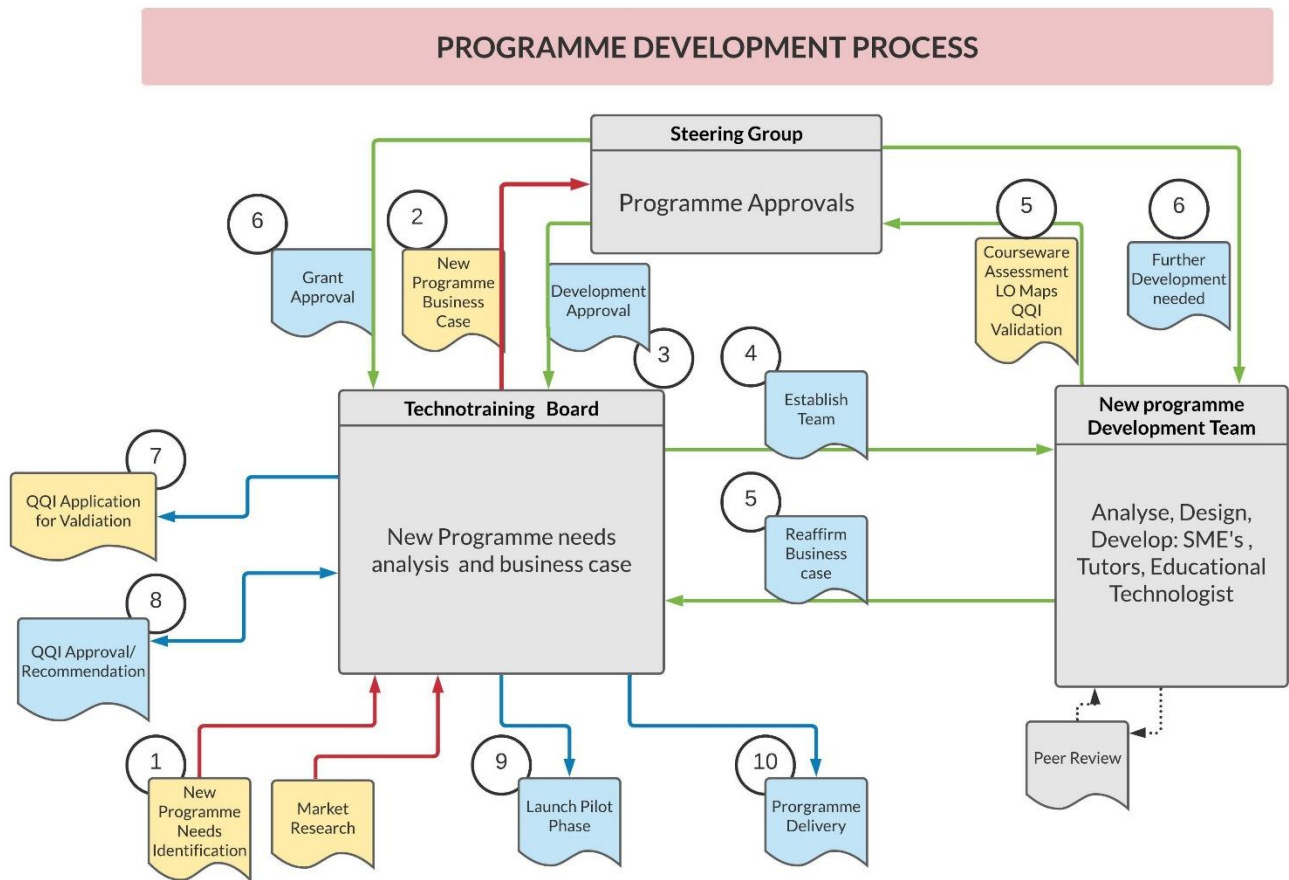 PROGRAMME DEVELOPMENT PROCESS
Steering Group
Programme Approvals
6
Grant
Approval
2
New
Programme
Business
Case
Development
Approval
3
5
Courseware
Assessment
LO Maps
QQI
Validation
6
Further
Development
needed
4
Establish
Team
Technotraining Board
New Programme needs
analysis and business case
New programme
Development Team
Analyse, Design,
Develop: SME's ,
Tutors, Educational
Technologist
7
QQI Application
for Valdiation
5
Reaffirm
Business
case
8
QQI Approval/
Recommendation
1
New
Programme
Needs
Identification
Market
Research
9
Launch Pilot
Phase
10
Prorgramme
Delivery
Peer Review